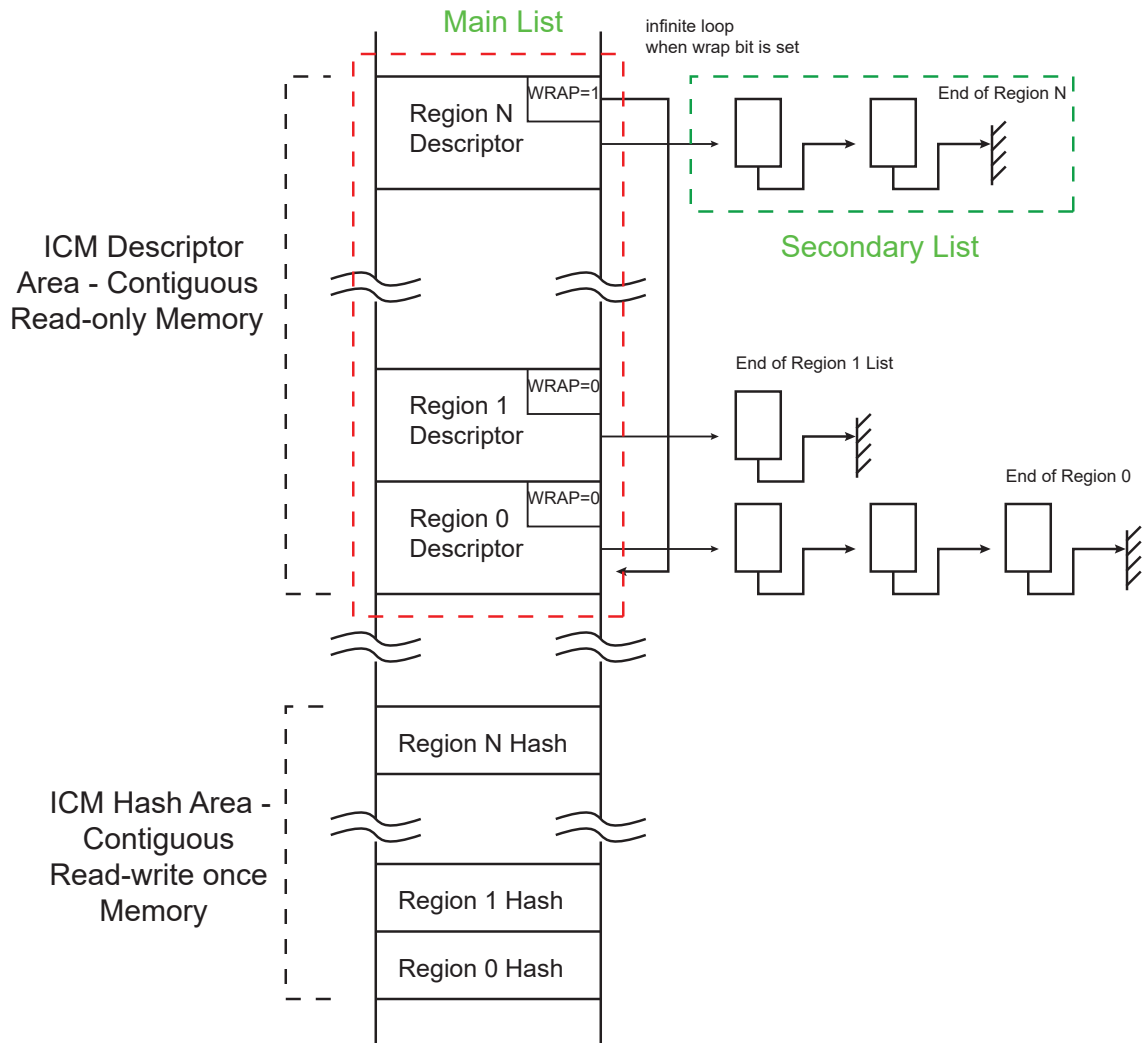 Main List
infinite loop
when wrap bit is set
WRAP=1
Region N
Descriptor
End of Region N
Secondary List
ICM Descriptor
Area - Contiguous
Read-only Memory
End of Region 1 List
WRAP=0
Region 1
Descriptor
End of Region 0
WRAP=0
Region 0
Descriptor
Region N Hash
ICM Hash Area -
Contiguous
Read-write once
Memory
Region 1 Hash
Region 0 Hash